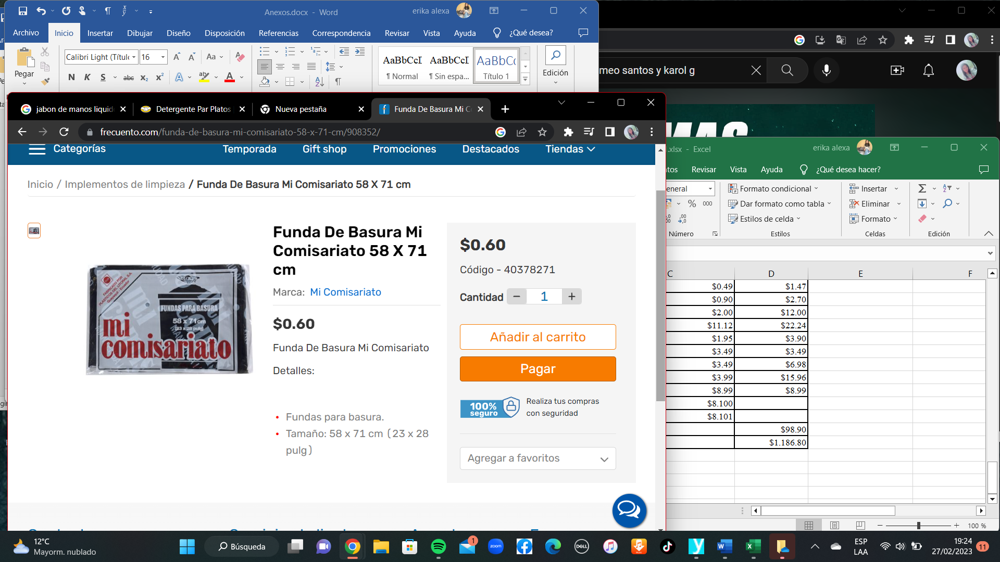 Anexos.docx - Word
erika alexa
Archivo
Inicio
Insertar
Dibujar
Diseño
Disposición
Referencias
Correspondencia
Revisar
Vista
Ayuda
¿Qué desea?
Pegar
Calibri Light (Títul
16
Aa
N K S abc x₂ x²
AaBbCcI
¶ Normal
AaBbCcI
¶ Sin espa...
AaBbCc
Título 1
Edición
meo santos y karol g
jabon de manos liquid
Detergente Par Platos
Nueva pestaña
Funda De Basura Mi C
frecuento.com/funda-de-basura-mi-comisariato-58-x-71-cm/908352/
Categorías
Temporada
Gift shop
Promociones
Destacados
Tiendas
Inicio / Implementos de limpieza / Funda De Basura Mi Comisariato 58 X 71 cm
FABRICADO POR
PLASTICOS DEL LITORAL S.A.
Guayaquil - Ecuador
FUNDAS PARA BASURA
58 x 71cm
(23 x 28 pulg)
mi
comisariato
Funda De Basura Mi
Comisariato 58 X 71
cm
Marca: Mi Comisariato
$0.60
Funda De Basura Mi Comisariato
Detalles:
• Fundas para basura.
• Tamaño: 58 x 71 cm (23 x 28
pulg)
$0.60
Código - 40378271
Cantidad − 1 +
Añadir al carrito
Pagar
100%
seguro
Realiza tus compras
con seguridad
Agregar a favoritos
.xlsx - Excel
erika alexa
tos
Revisar
Vista
Ayuda
¿Qué desea hacer?
eneral
% 000
Número
Formato condicional
Dar formato como tabla
Estilos de celda
Estilos
Insertar
Eliminar
Formato
Celdas
Edición
C D E F
$0.49 $1.47
$0.90 $2.70
$2.00 $12.00
$11.12 $22.24
$1.95 $3.90
$3.49 $3.49
$3.49 $6.98
$3.99 $15.96
$8.99 $8.99
$8.100
$8.101
$98.90
$1.186.80
100 %
12°C
Mayorm. nublado
Búsqueda
1
zoom
DELL
ESP
LAA
19:24
27/02/2023
11